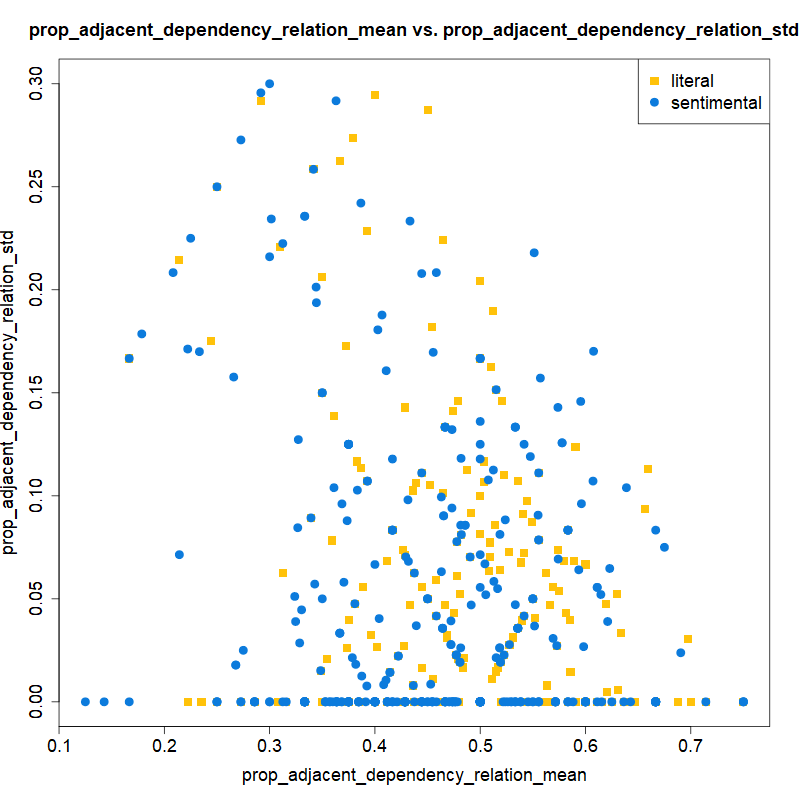 prop_adjacent_dependency_relation_mean vs. prop_adjacent_dependency_relation_std
literal
sentimental
prop_adjacent_dependency_relation_std
0.30
0.25
0.20
0.15
0.10
0.05
0.00
0.1 0.2 0.3 0.4 0.5 0.6 0.7
prop_adjacent_dependency_relation_mean